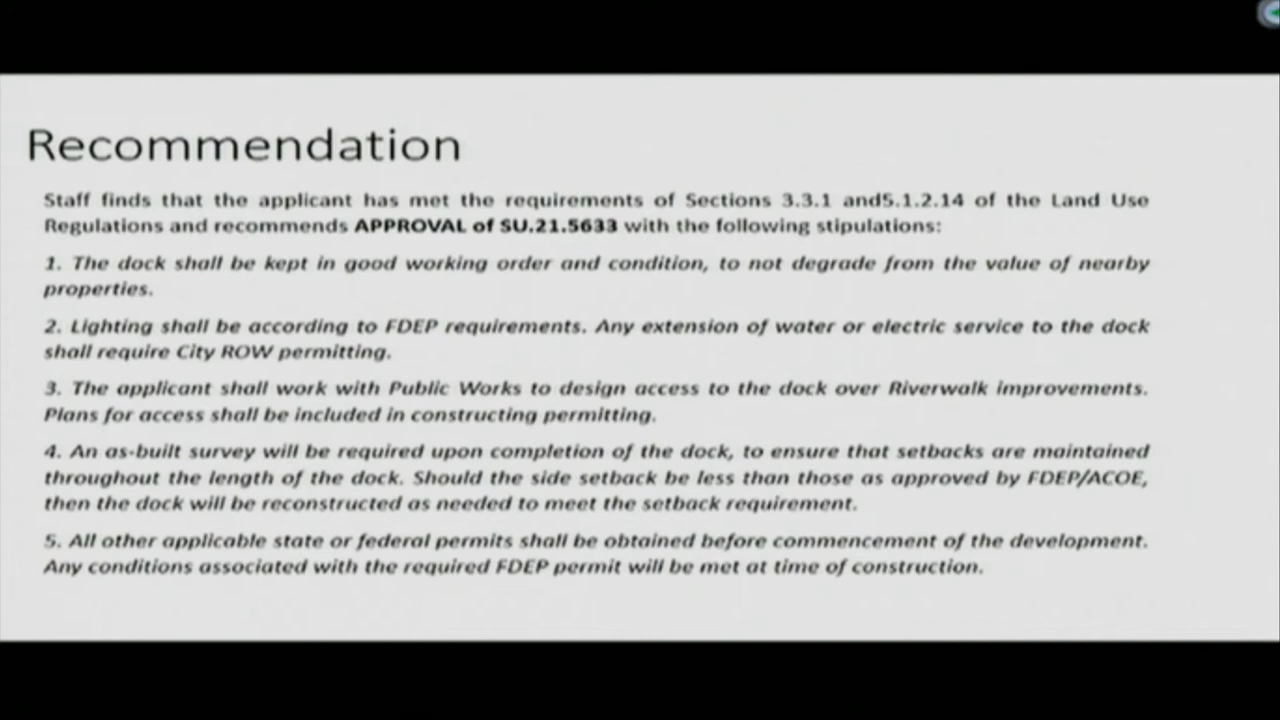 Recommendation
Staff finds that the applicant has met the requirements of Sections 3.3.1 and5.1.2.14 of the Land Use
Regulations and recommends APPROVAL of SU.21.5633 with the following stipulations:
1. The dock shall be kept in good working order and condition, to not degrade from the value of nearby
properties.
2. Lighting shall be according to FDEP requirements. Any extension of water or electric service to the dock
shall require City ROW permitting.
3. The applicant shall work with Public Works to design access to the dock over Riverwalk improvements.
Plans for access shall be included in constructing permitting.
4. An as-built survey will be required upon completion of the dock, to ensure that setbacks are maintained
throughout the length of the dock. Should the side setback be less than those as approved by FDEP/ACOE,
then the dock will be reconstructed as needed to meet the setback requirement.
5. All other applicable state or federal permits shall be obtained before commencement of the development.
Any conditions associated with the required FDEP permit will be met at time of construction.